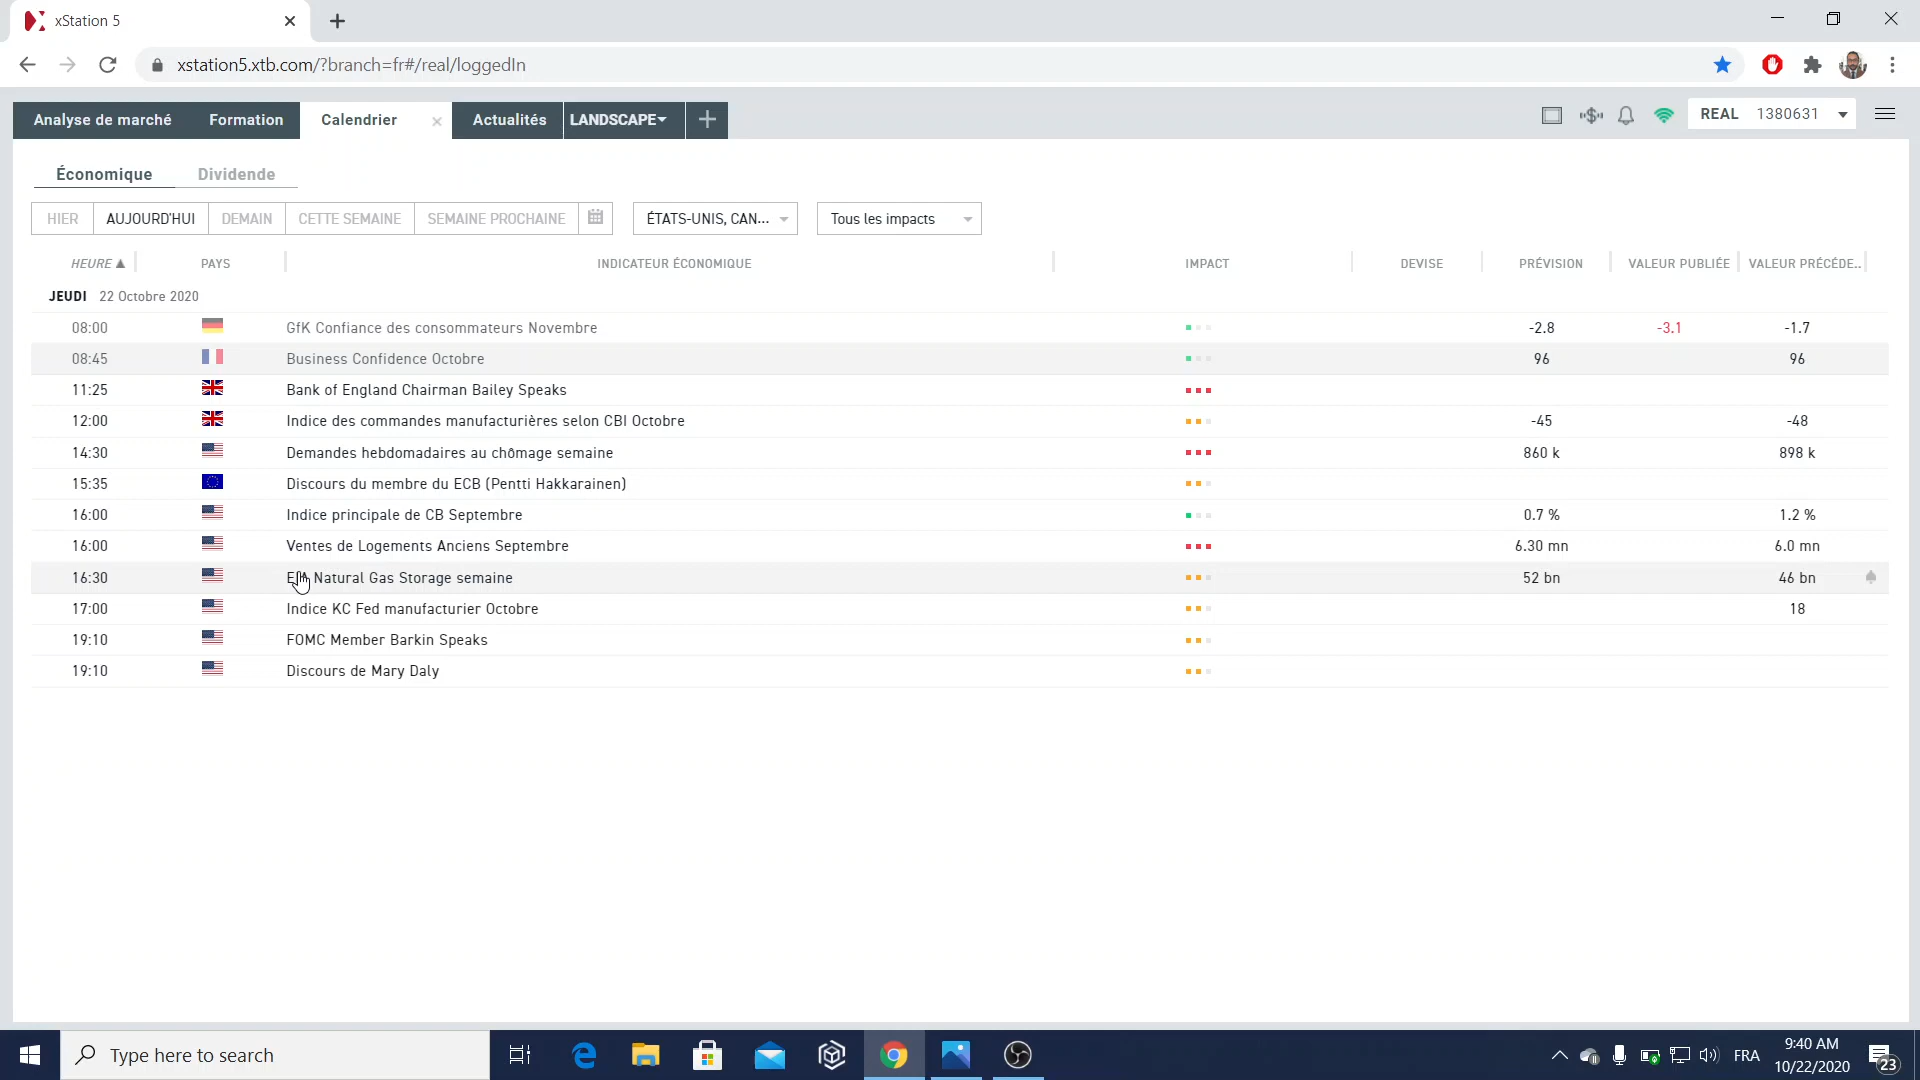 xStation 5
xstation5.xtb.com/?branch=fr#/real/loggedIn
Analyse de marché Formation Calendrier Actualités LANDSCAPE REAL 1380631
Économique Dividende
HIER AUJOURD'HUI DEMAIN CETTE SEMAINE SEMAINE PROCHAINE ÉTATS-UNIS, CAN... Tous les impacts
HEURE PAYS INDICATEUR ÉCONOMIQUE IMPACT DEVISE PRÉVISION VALEUR PUBLIÉE VALEUR PRÉCÉDE..
JEUDI 22 Octobre 2020
08:00 GfK Confiance des consommateurs Novembre -2.8 -3.1 -1.7
08:45 Business Confidence Octobre 96 96
11:25 Bank of England Chairman Bailey Speaks
12:00 Indice des commandes manufacturières selon CBI Octobre -45 -48
14:30 Demandes hebdomadaires au chômage semaine 860 k 898 k
15:35 Discours du membre du ECB (Pentti Hakkarainen)
16:00 Indice principale de CB Septembre 0.7 % 1.2 %
16:00 Ventes de Logements Anciens Septembre 6.30 mn 6.0 mn
16:30 Natural Gas Storage semaine 52 bn 46 bn
17:00 Indice KC Fed manufacturier Octobre 18
19:10 FOMC Member Barkin Speaks
19:10 Discours de Mary Daly
Type here to search FRA 9:40 AM
10/22/2020 23